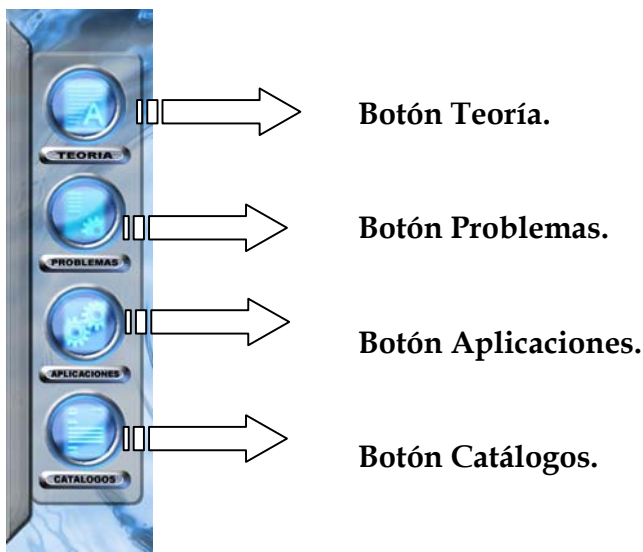 Botón Teoría.
TEORIA
Botón Problemas.
PROBLEMAS
Botón Aplicaciones.
APLICACIONES
Botón Catálogos.
CATALOGOS